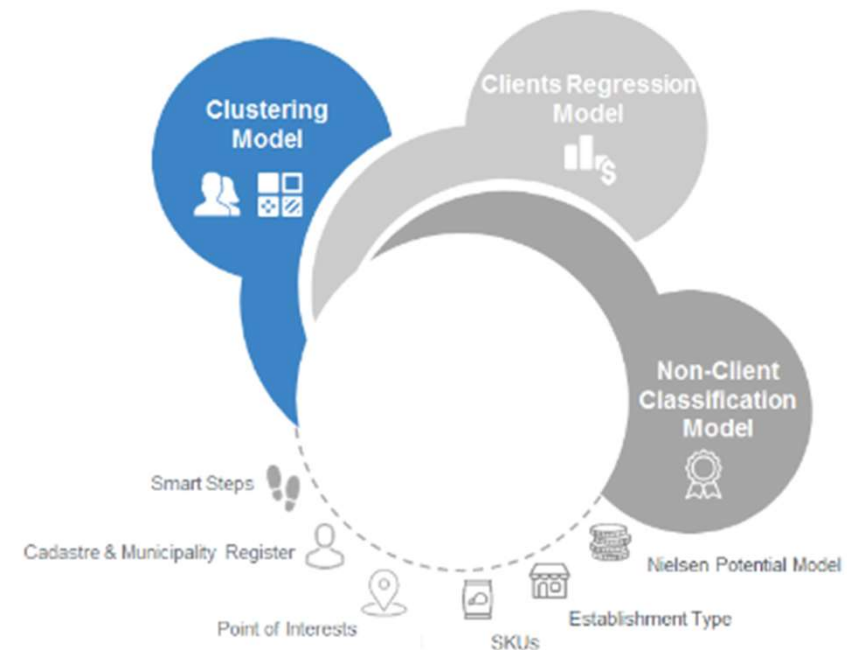 Clustering
Model
Clients Regression
Model
$
Non-Client
Classification
Model
Smart Steps
Cadastre & Municipality Register
Point of Interests
SKUs
Establishment Type
Nielsen Potential Model